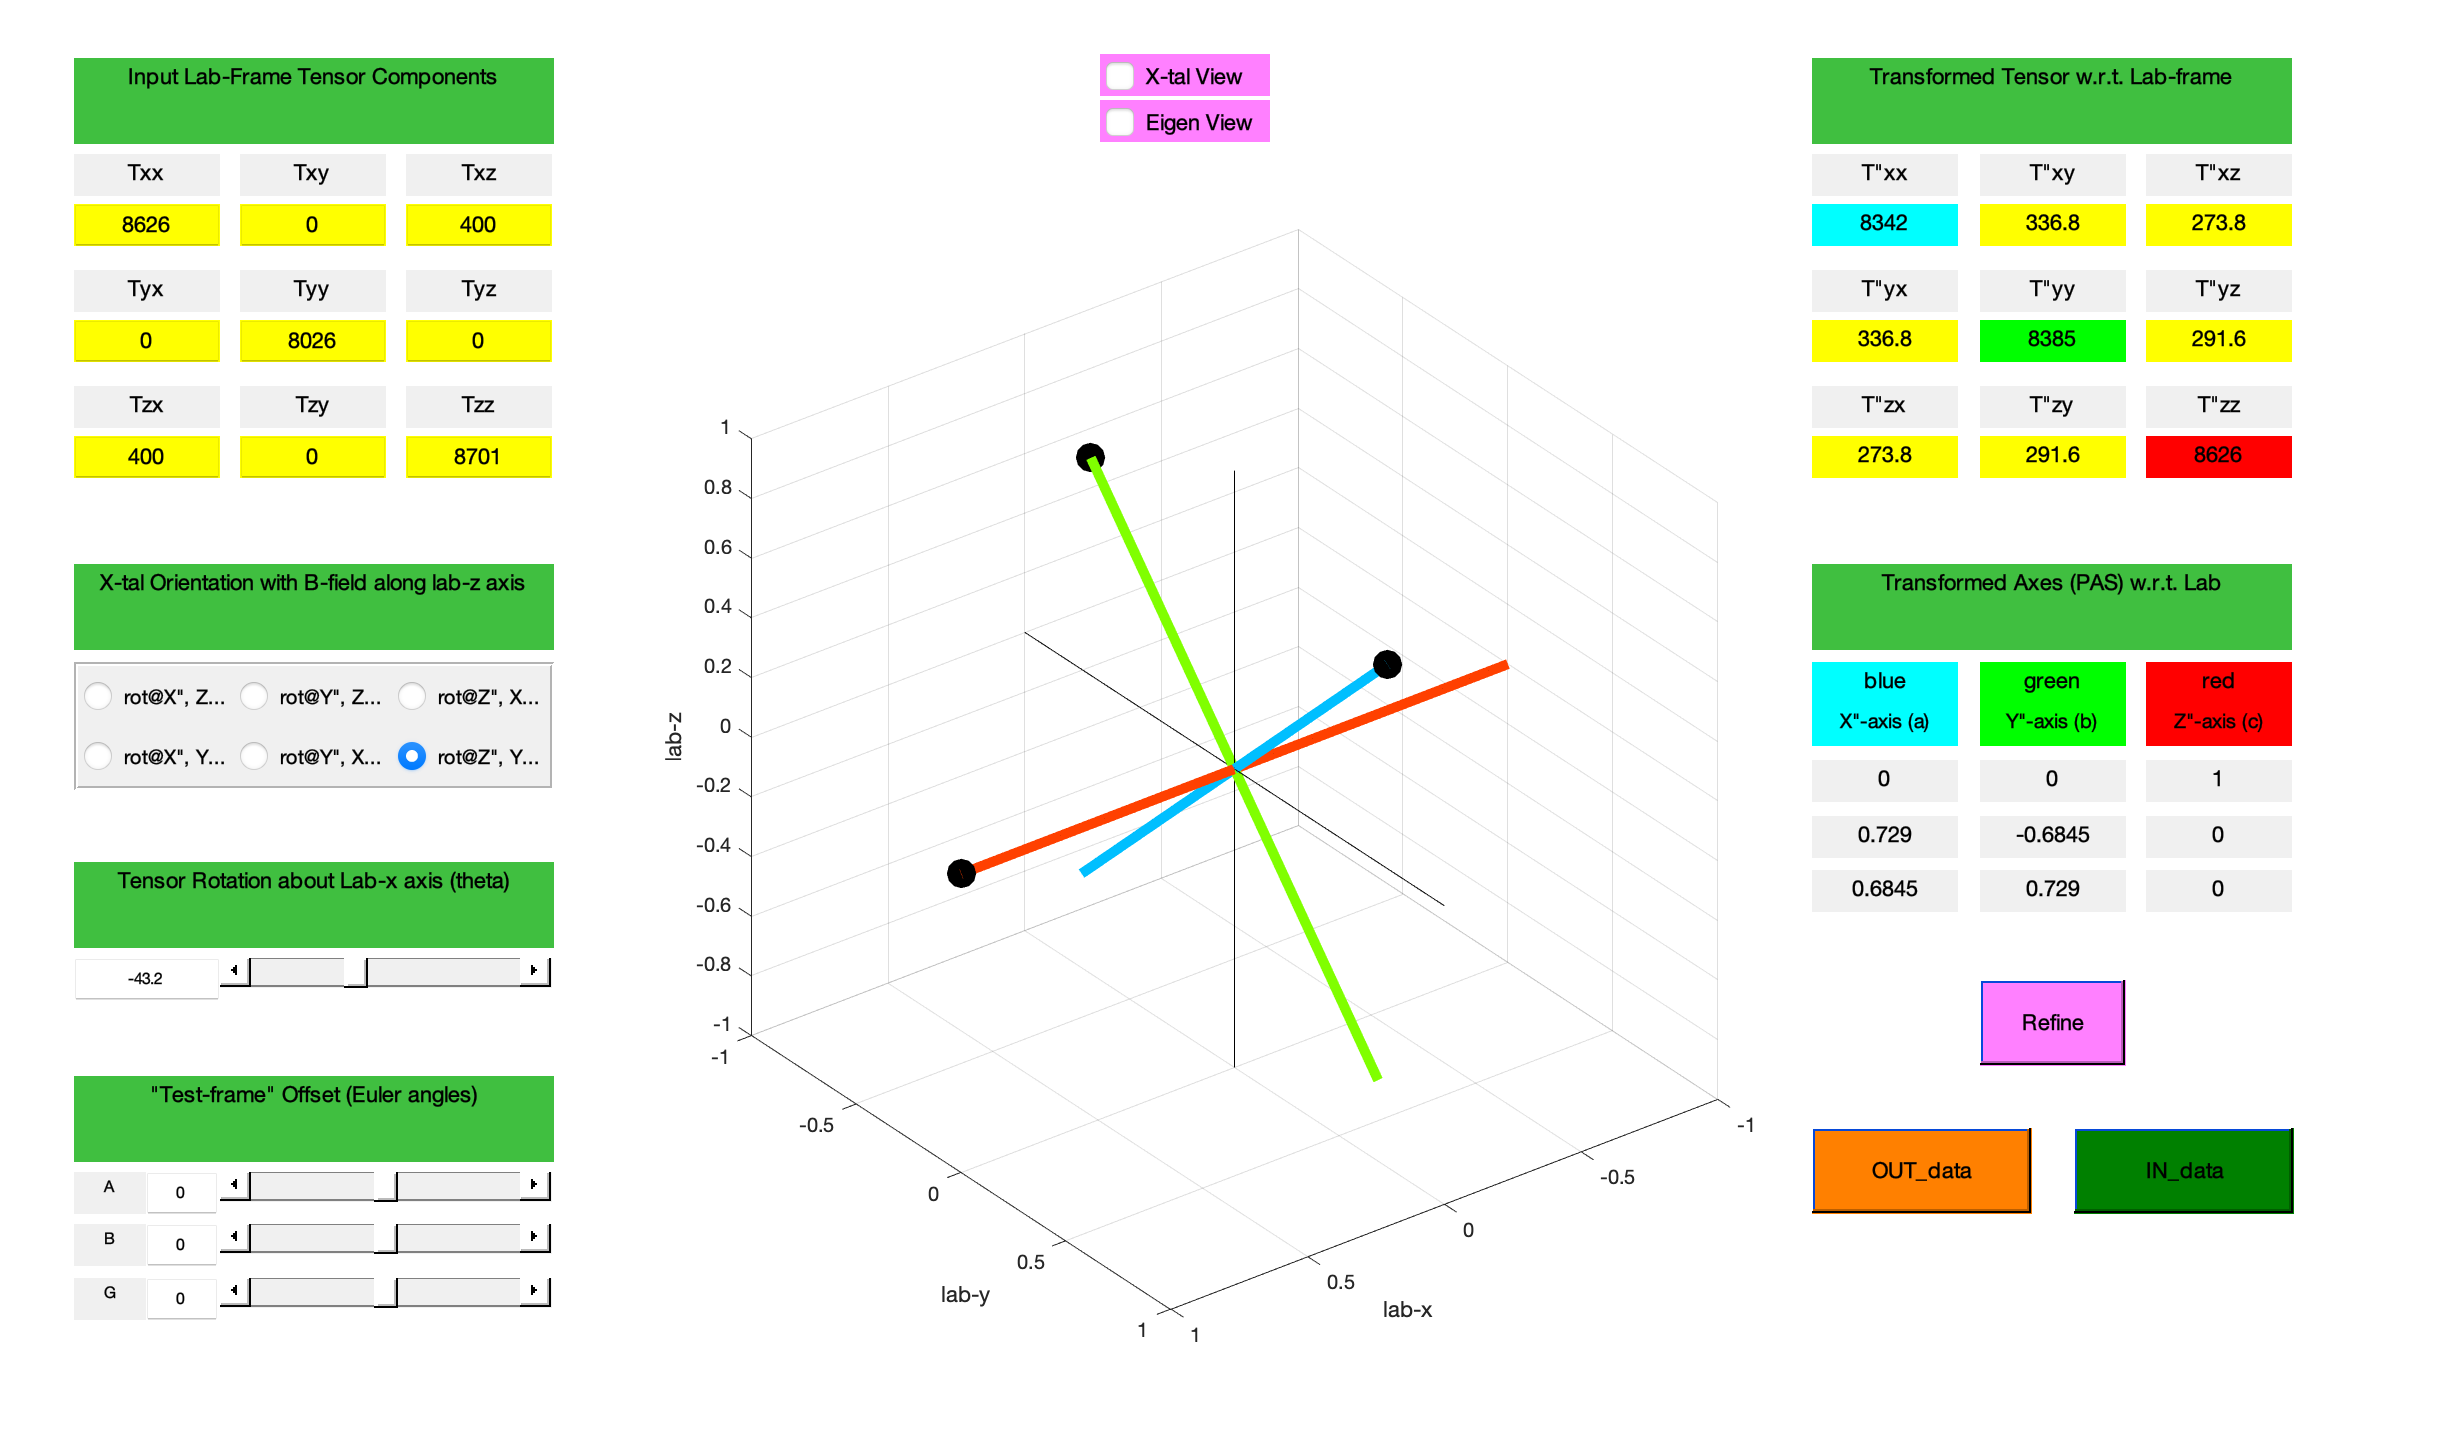 Input Lab-Frame Tensor Components
Txx Txy Txz
8626 0 400
Tyx Tyy Tyz
0 8026 0
Tzx Tzy Tzz
400 0 8701
X-tal Orientation with B-field along lab-z axis
rot@X", Z... rot@Y", Z... rot@Z", X...
rot@X", Y... rot@Y", X... rot@Z", Y...
Tensor Rotation about Lab-x axis (theta)
-43.2
"Test-frame" Offset (Euler angles)
A 0
B 0
G 0
X-tal View
Eigen View
1
0.8
0.6
0.4
0.2
0
-0.2
-0.4
-0.6
-0.8
-1
lab-z
-1
-0.5
0
0.5
1
lab-y
1
0.5
0
-0.5
-1
lab-x
Transformed Tensor w.r.t. Lab-frame
T"xx T"xy T"xz
8342 336.8 273.8
T"yx T"yy T"yz
336.8 8385 291.6
T"zx T"zy T"zz
273.8 291.6 8626
Transformed Axes (PAS) w.r.t. Lab
blue green red
X"-axis (a) Y"-axis (b) Z"-axis (c)
0 0 1
0.729 -0.6845 0
0.6845 0.729 0
Refine
OUT_data IN_data